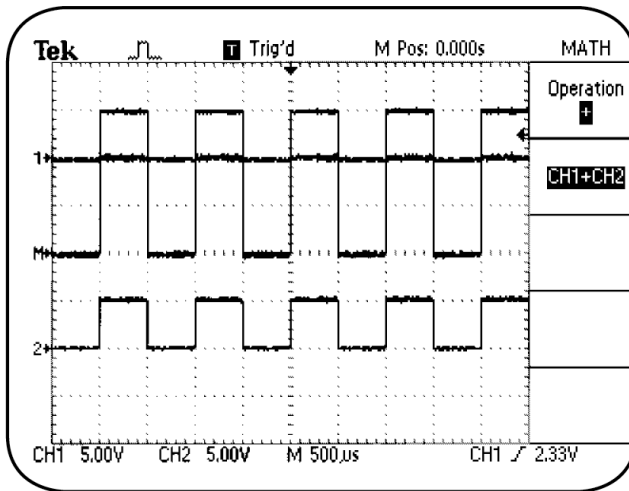 Tek T Trig'd M Pos: 0.000s MATH
Operation
+
CH1+CH2
1
M
2
CH1 5.00V CH2 5.00V M 500µs CH1 2.33V